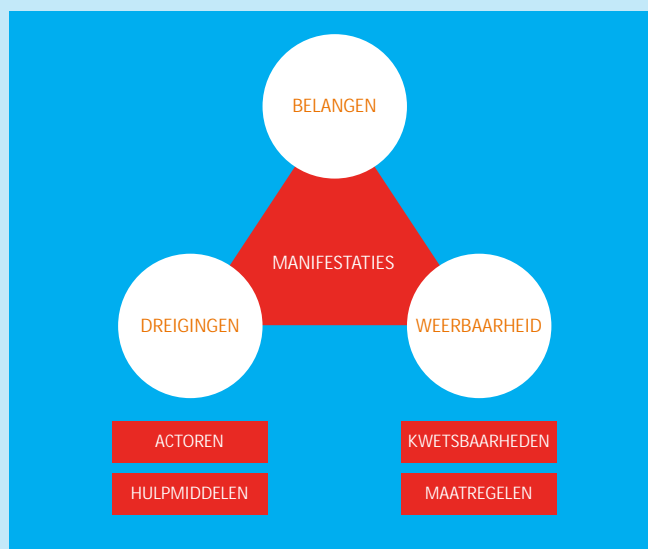 BELANGEN
MANIFESTATIES
DREIGINGEN
WEERBAARHEID
ACTOREN
KWETSBAARHEDEN
HULPMIDDELEN
MAATREGELEN